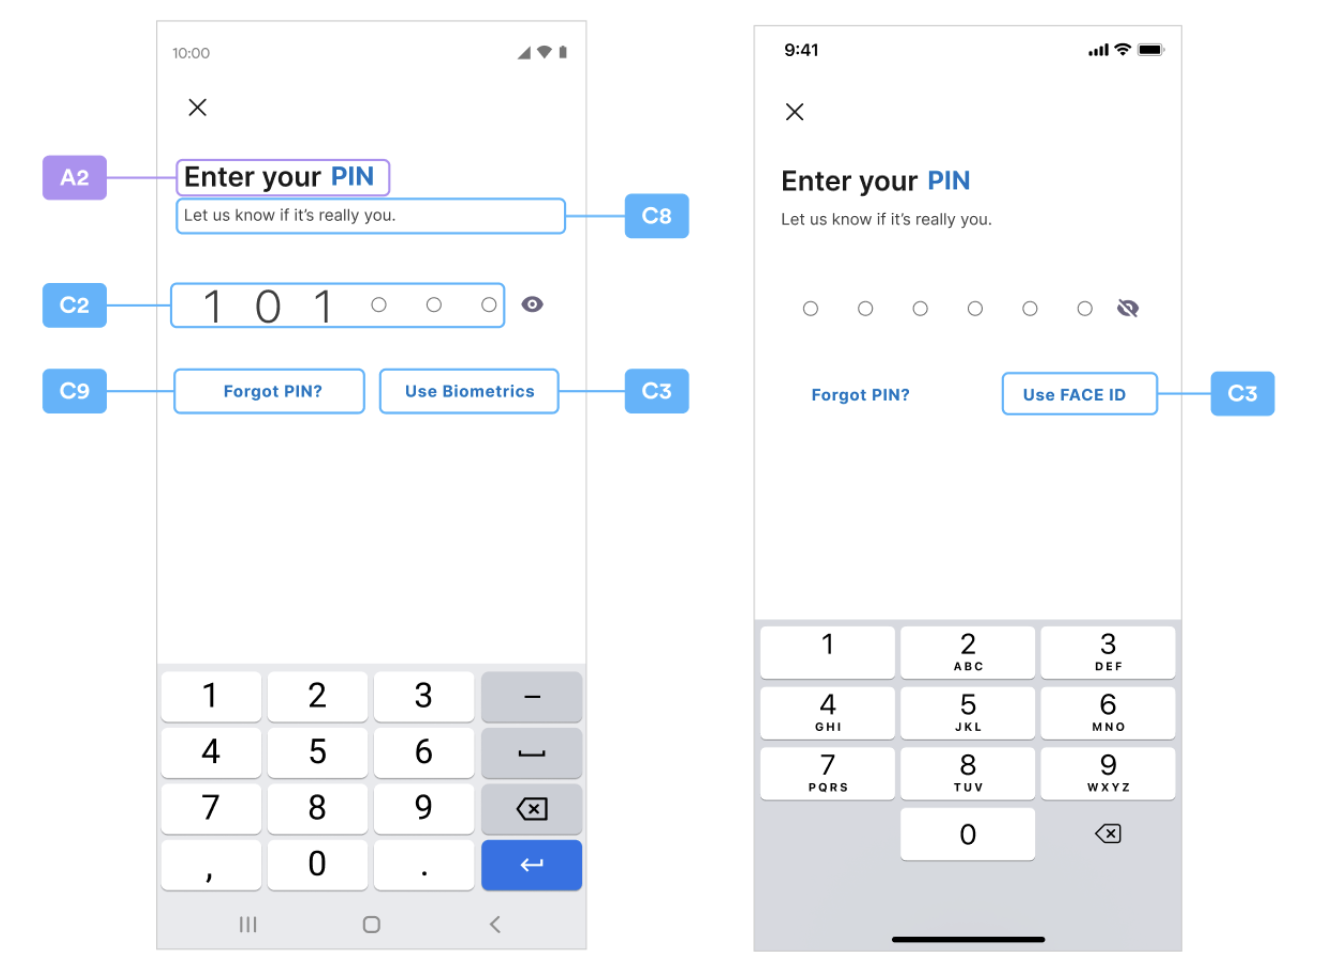 10:00
A2
Enter your PIN
Let us know if it's really you.
C8
C2
1 0 1
C9
Forgot PIN?
Use Biometrics
C3
1 2 3 –
4 5 6
7 8 9
, 0 .
9:41
Enter your PIN
Let us know if it's really you.
Forgot PIN?
Use FACE ID
C3
1 2 3
ABC DEF
4 5 6
GHI JKL MNO
7 8 9
PQRS TUV WXYZ
0